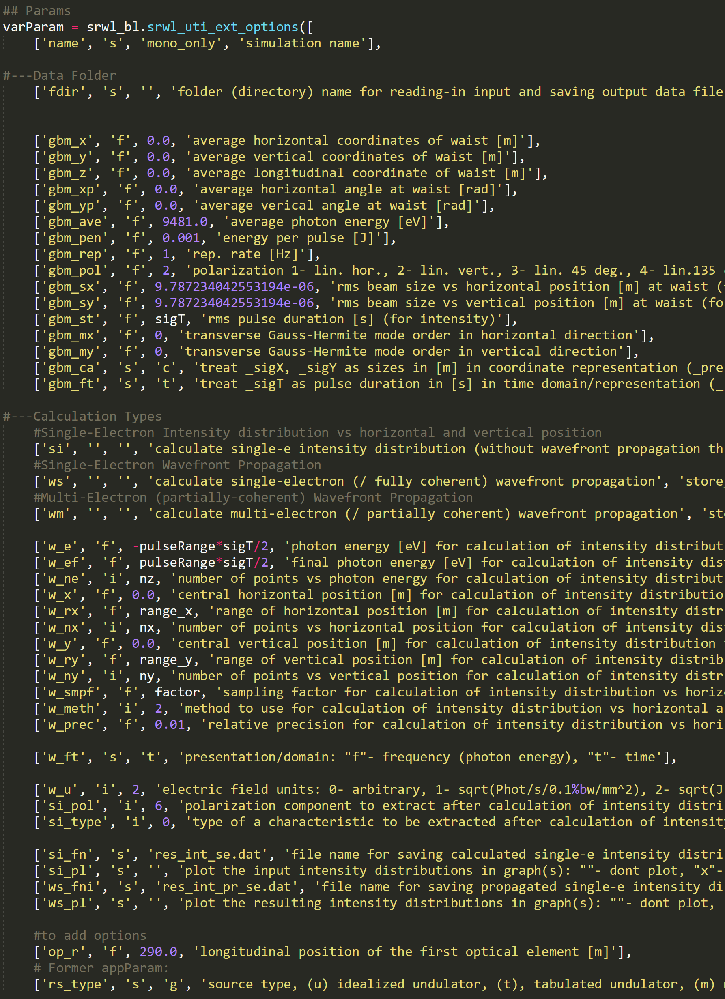 ## Params
varParam = srwl_bl.srwl_uti_ext_options([
    ['name', 's', 'mono_only', 'simulation name'],

#---Data Folder
    ['fdir', 's', '', 'folder (directory) name for reading-in input and saving output data file

    ['gbm_x', 'f', 0.0, 'average horizontal coordinates of waist [m]'],
    ['gbm_y', 'f', 0.0, 'average vertical coordinates of waist [m]'],
    ['gbm_z', 'f', 0.0, 'average longitudinal coordinate of waist [m]'],
    ['gbm_xp', 'f', 0.0, 'average horizontal angle at waist [rad]'],
    ['gbm_yp', 'f', 0.0, 'average verical angle at waist [rad]'],
    ['gbm_ave', 'f', 9481.0, 'average photon energy [eV]'],
    ['gbm_pen', 'f', 0.001, 'energy per pulse [J]'],
    ['gbm_rep', 'f', 1, 'rep. rate [Hz]'],
    ['gbm_pol', 'f', 2, 'polarization 1- lin. hor., 2- lin. vert., 3- lin. 45 deg., 4- lin.135
    ['gbm_sx', 'f', 9.787234042553194e-06, 'rms beam size vs horizontal position [m] at waist (
    ['gbm_sy', 'f', 9.787234042553194e-06, 'rms beam size vs vertical position [m] at waist (fo
    ['gbm_st', 'f', sigT, 'rms pulse duration [s] (for intensity)'],
    ['gbm_mx', 'f', 0, 'transverse Gauss-Hermite mode order in horizontal direction'],
    ['gbm_my', 'f', 0, 'transverse Gauss-Hermite mode order in vertical direction'],
    ['gbm_ca', 's', 'c', 'treat _sigX, _sigY as sizes in [m] in coordinate representation (_pre
    ['gbm_ft', 's', 't', 'treat _sigT as pulse duration in [s] in time domain/representation (_

#---Calculation Types
    #Single-Electron Intensity distribution vs horizontal and vertical position
    ['si', '', '', 'calculate single-e intensity distribution (without wavefront propagation th
    #Single-Electron Wavefront Propagation
    ['ws', '', '', 'calculate single-electron (/ fully coherent) wavefront propagation', 'store
    #Multi-Electron (partially-coherent) Wavefront Propagation
    ['wm', '', '', 'calculate multi-electron (/ partially coherent) wavefront propagation', 'sto

    ['w_e', 'f', -pulseRange*sigT/2, 'photon energy [eV] for calculation of intensity distribut
    ['w_ef', 'f', pulseRange*sigT/2, 'final photon energy [eV] for calculation of intensity dis
    ['w_ne', 'i', nz, 'number of points vs photon energy for calculation of intensity distribut
    ['w_x', 'f', 0.0, 'central horizontal position [m] for calculation of intensity distribution
    ['w_rx', 'f', range_x, 'range of horizontal position [m] for calculation of intensity distr
    ['w_nx', 'i', nx, 'number of points vs horizontal position for calculation of intensity dis
    ['w_y', 'f', 0.0, 'central vertical position [m] for calculation of intensity distribution
    ['w_ry', 'f', range_y, 'range of vertical position [m] for calculation of intensity distrib
    ['w_ny', 'i', ny, 'number of points vs vertical position for calculation of intensity distr
    ['w_smpf', 'f', factor, 'sampling factor for calculation of intensity distribution vs horiz
    ['w_meth', 'i', 2, 'method to use for calculation of intensity distribution vs horizontal a
    ['w_prec', 'f', 0.01, 'relative precision for calculation of intensity distribution vs hori

    ['w_ft', 's', 't', 'presentation/domain: "f"- frequency (photon energy), "t"- time'],

    ['w_u', 'i', 2, 'electric field units: 0- arbitrary, 1- sqrt(Phot/s/0.1%bw/mm^2), 2- sqrt(J
    ['si_pol', 'i', 6, 'polarization component to extract after calculation of intensity distrib
    ['si_type', 'i', 0, 'type of a characteristic to be extracted after calculation of intensity

    ['si_fn', 's', 'res_int_se.dat', 'file name for saving calculated single-e intensity distrib
    ['si_pl', 's', '', 'plot the input intensity distributions in graph(s): ""- dont plot, "x"-
    ['ws_fni', 's', 'res_int_pr_se.dat', 'file name for saving propagated single-e intensity di
    ['ws_pl', 's', '', 'plot the resulting intensity distributions in graph(s): ""- dont plot,

    #to add options
    ['op_r', 'f', 290.0, 'longitudinal position of the first optical element [m]'],
    # Former appParam:
    ['rs_type', 's', 'g', 'source type, (u) idealized undulator, (t), tabulated undulator, (m)